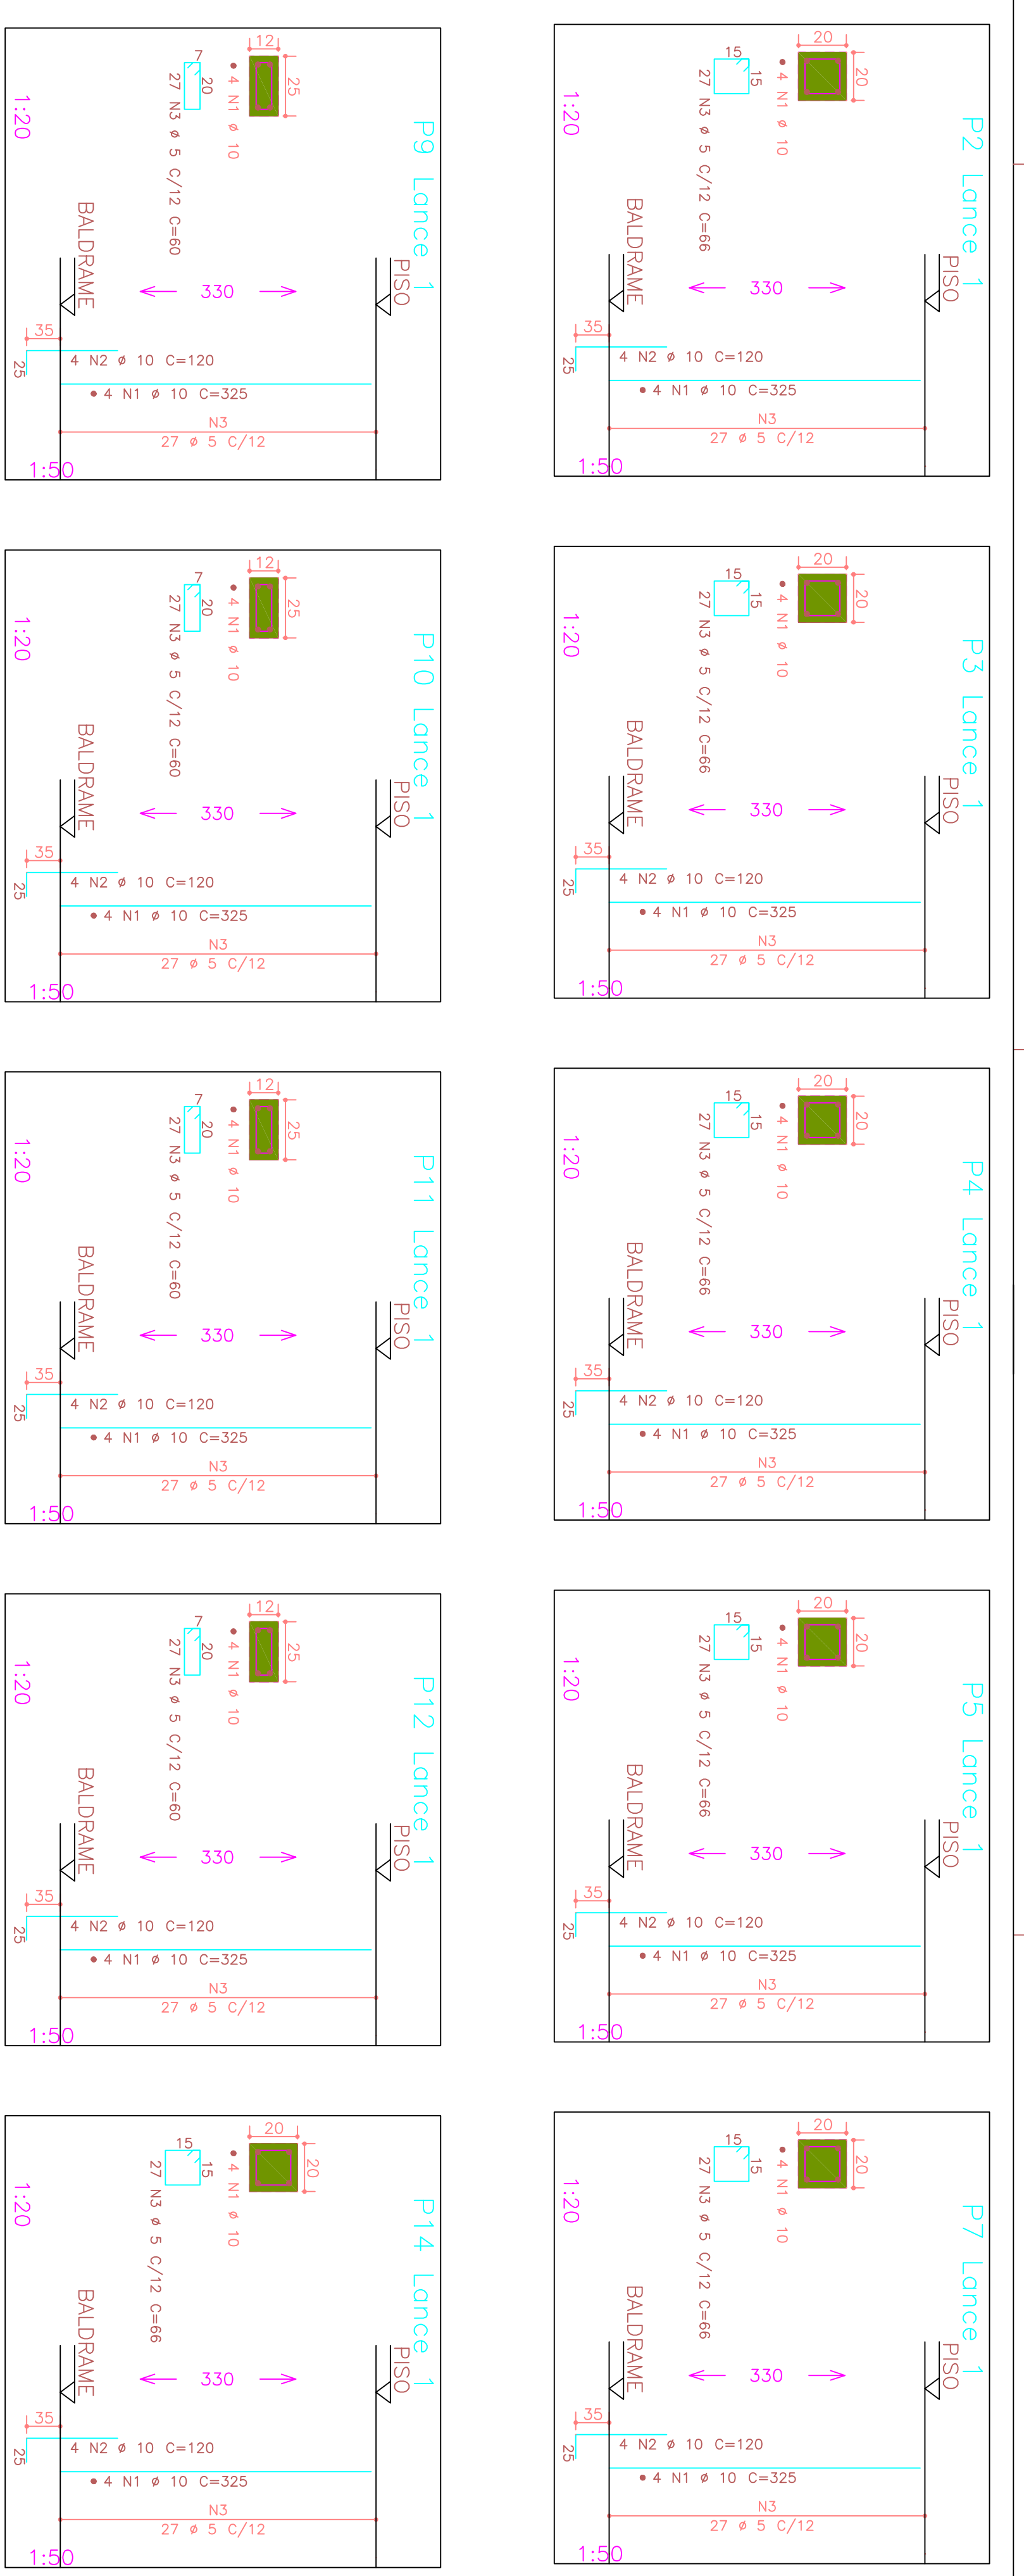 P2 Lance 1
PISO
20
20
4 N1 ø 10
15
15
27 N3 ø 5 C/12 C=66
1:20
BALDRAME
330
35
25
4 N2 ø 10 C=120
4 N1 ø 10 C=325
N3
27 ø 5 C/12
1:50
P3 Lance 1
PISO
20
20
4 N1 ø 10
15
15
27 N3 ø 5 C/12 C=66
1:20
BALDRAME
330
35
25
4 N2 ø 10 C=120
4 N1 ø 10 C=325
N3
27 ø 5 C/12
1:50
P4 Lance 1
PISO
20
20
4 N1 ø 10
15
15
27 N3 ø 5 C/12 C=66
1:20
BALDRAME
330
35
25
4 N2 ø 10 C=120
4 N1 ø 10 C=325
N3
27 ø 5 C/12
1:50
P5 Lance 1
PISO
20
20
4 N1 ø 10
15
15
27 N3 ø 5 C/12 C=66
1:20
BALDRAME
330
35
25
4 N2 ø 10 C=120
4 N1 ø 10 C=325
N3
27 ø 5 C/12
1:50
P7 Lance 1
PISO
20
20
4 N1 ø 10
15
15
27 N3 ø 5 C/12 C=66
1:20
BALDRAME
330
35
25
4 N2 ø 10 C=120
4 N1 ø 10 C=325
N3
27 ø 5 C/12
1:50
P9 Lance 1
PISO
12
25
4 N1 ø 10
7
20
27 N3 ø 5 C/12 C=60
1:20
BALDRAME
330
35
25
4 N2 ø 10 C=120
4 N1 ø 10 C=325
N3
27 ø 5 C/12
1:50
P10 Lance 1
PISO
12
25
4 N1 ø 10
7
20
27 N3 ø 5 C/12 C=60
1:20
BALDRAME
330
35
25
4 N2 ø 10 C=120
4 N1 ø 10 C=325
N3
27 ø 5 C/12
1:50
P11 Lance 1
PISO
12
25
4 N1 ø 10
7
20
27 N3 ø 5 C/12 C=60
1:20
BALDRAME
330
35
25
4 N2 ø 10 C=120
4 N1 ø 10 C=325
N3
27 ø 5 C/12
1:50
P12 Lance 1
PISO
12
25
4 N1 ø 10
7
20
27 N3 ø 5 C/12 C=60
1:20
BALDRAME
330
35
25
4 N2 ø 10 C=120
4 N1 ø 10 C=325
N3
27 ø 5 C/12
1:50
P14 Lance 1
PISO
20
20
4 N1 ø 10
15
15
27 N3 ø 5 C/12 C=66
1:20
BALDRAME
330
35
25
4 N2 ø 10 C=120
4 N1 ø 10 C=325
N3
27 ø 5 C/12
1:50